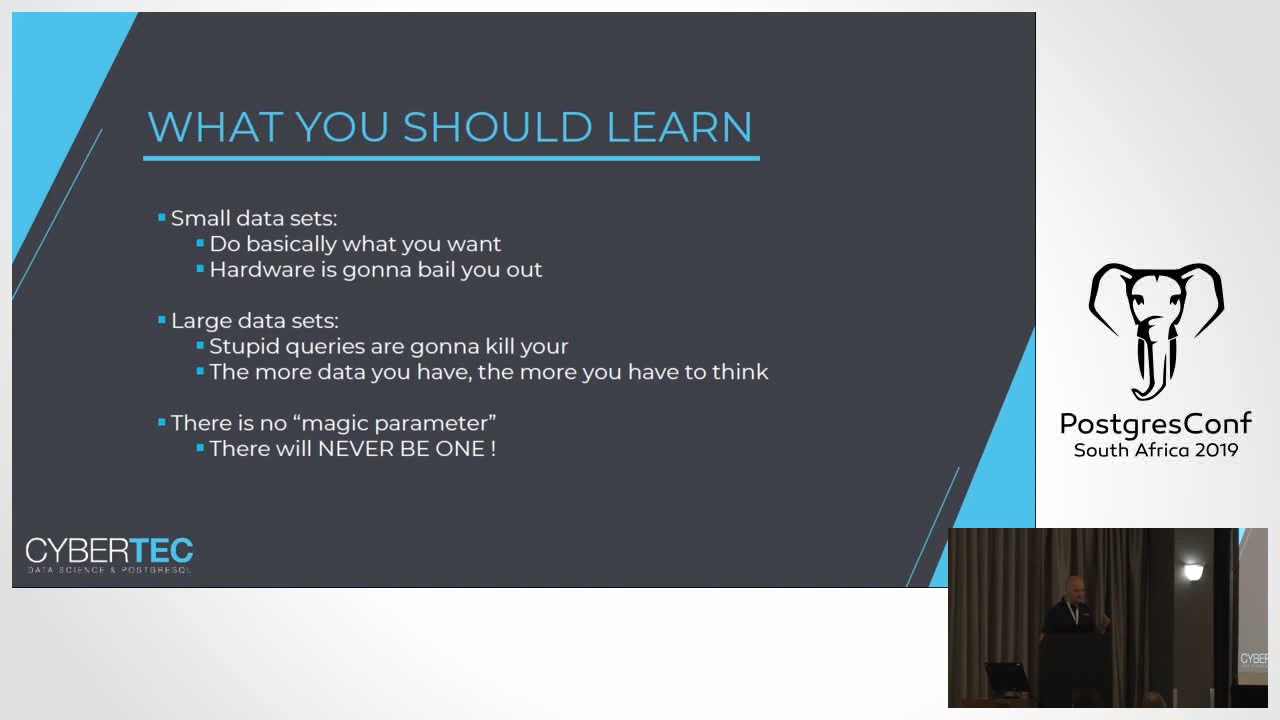 WHAT YOU SHOULD LEARN
Small data sets:
Do basically what you want
Hardware is gonna bail you out
Large data sets:
Stupid queries are gonna kill your
The more data you have, the more you have to think
There is no “magic parameter”
There will NEVER BE ONE !
CYBERTEC
DATA SCIENCE & POSTGRESQL
PostgresConf
South Africa 2019
CYBER